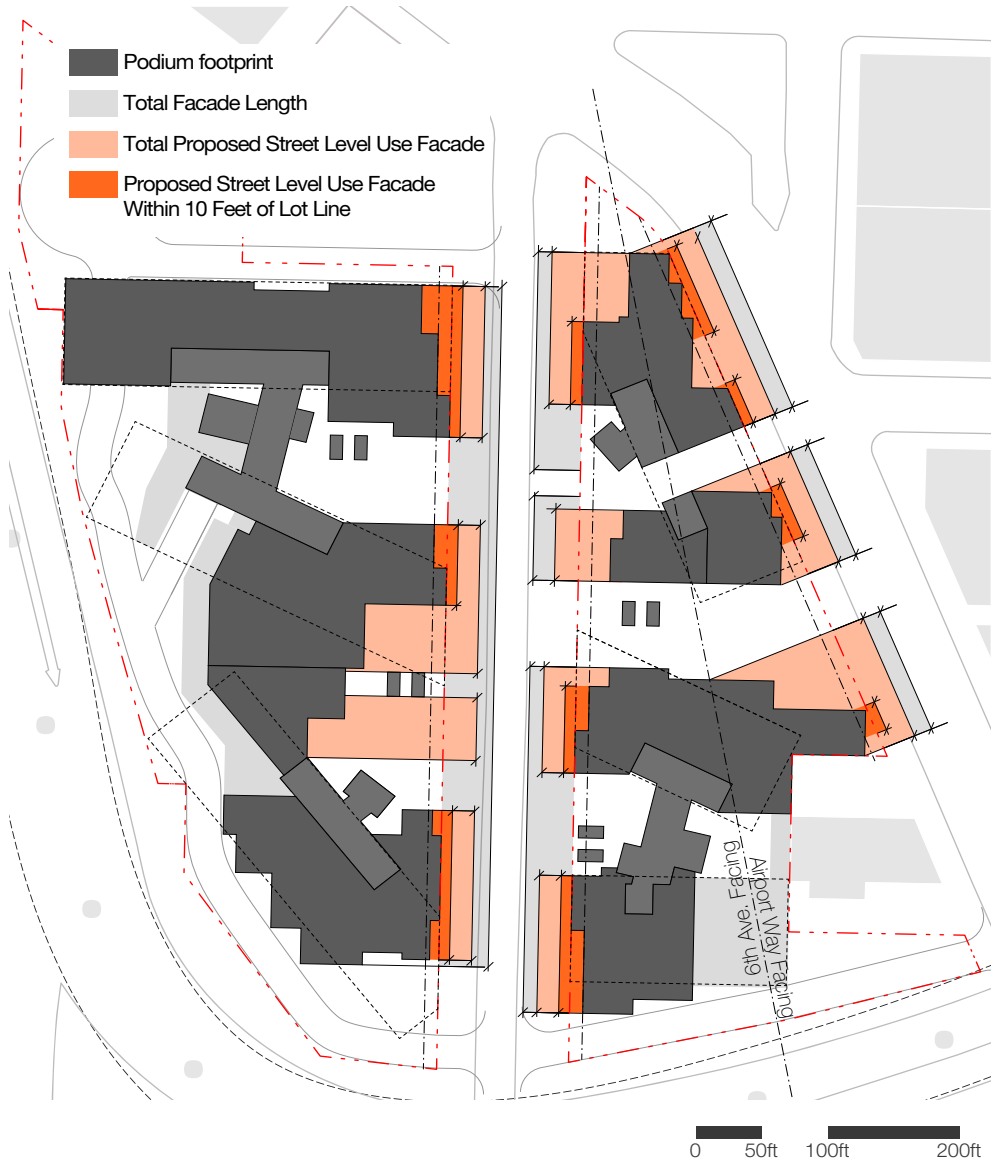 Podium footprint
Total Facade Length
Total Proposed Street Level Use Facade
Proposed Street Level Use Facade
Within 10 Feet of Lot Line
6th Ave. Facing
Airport Way Facing
0 50ft 100ft 200ft